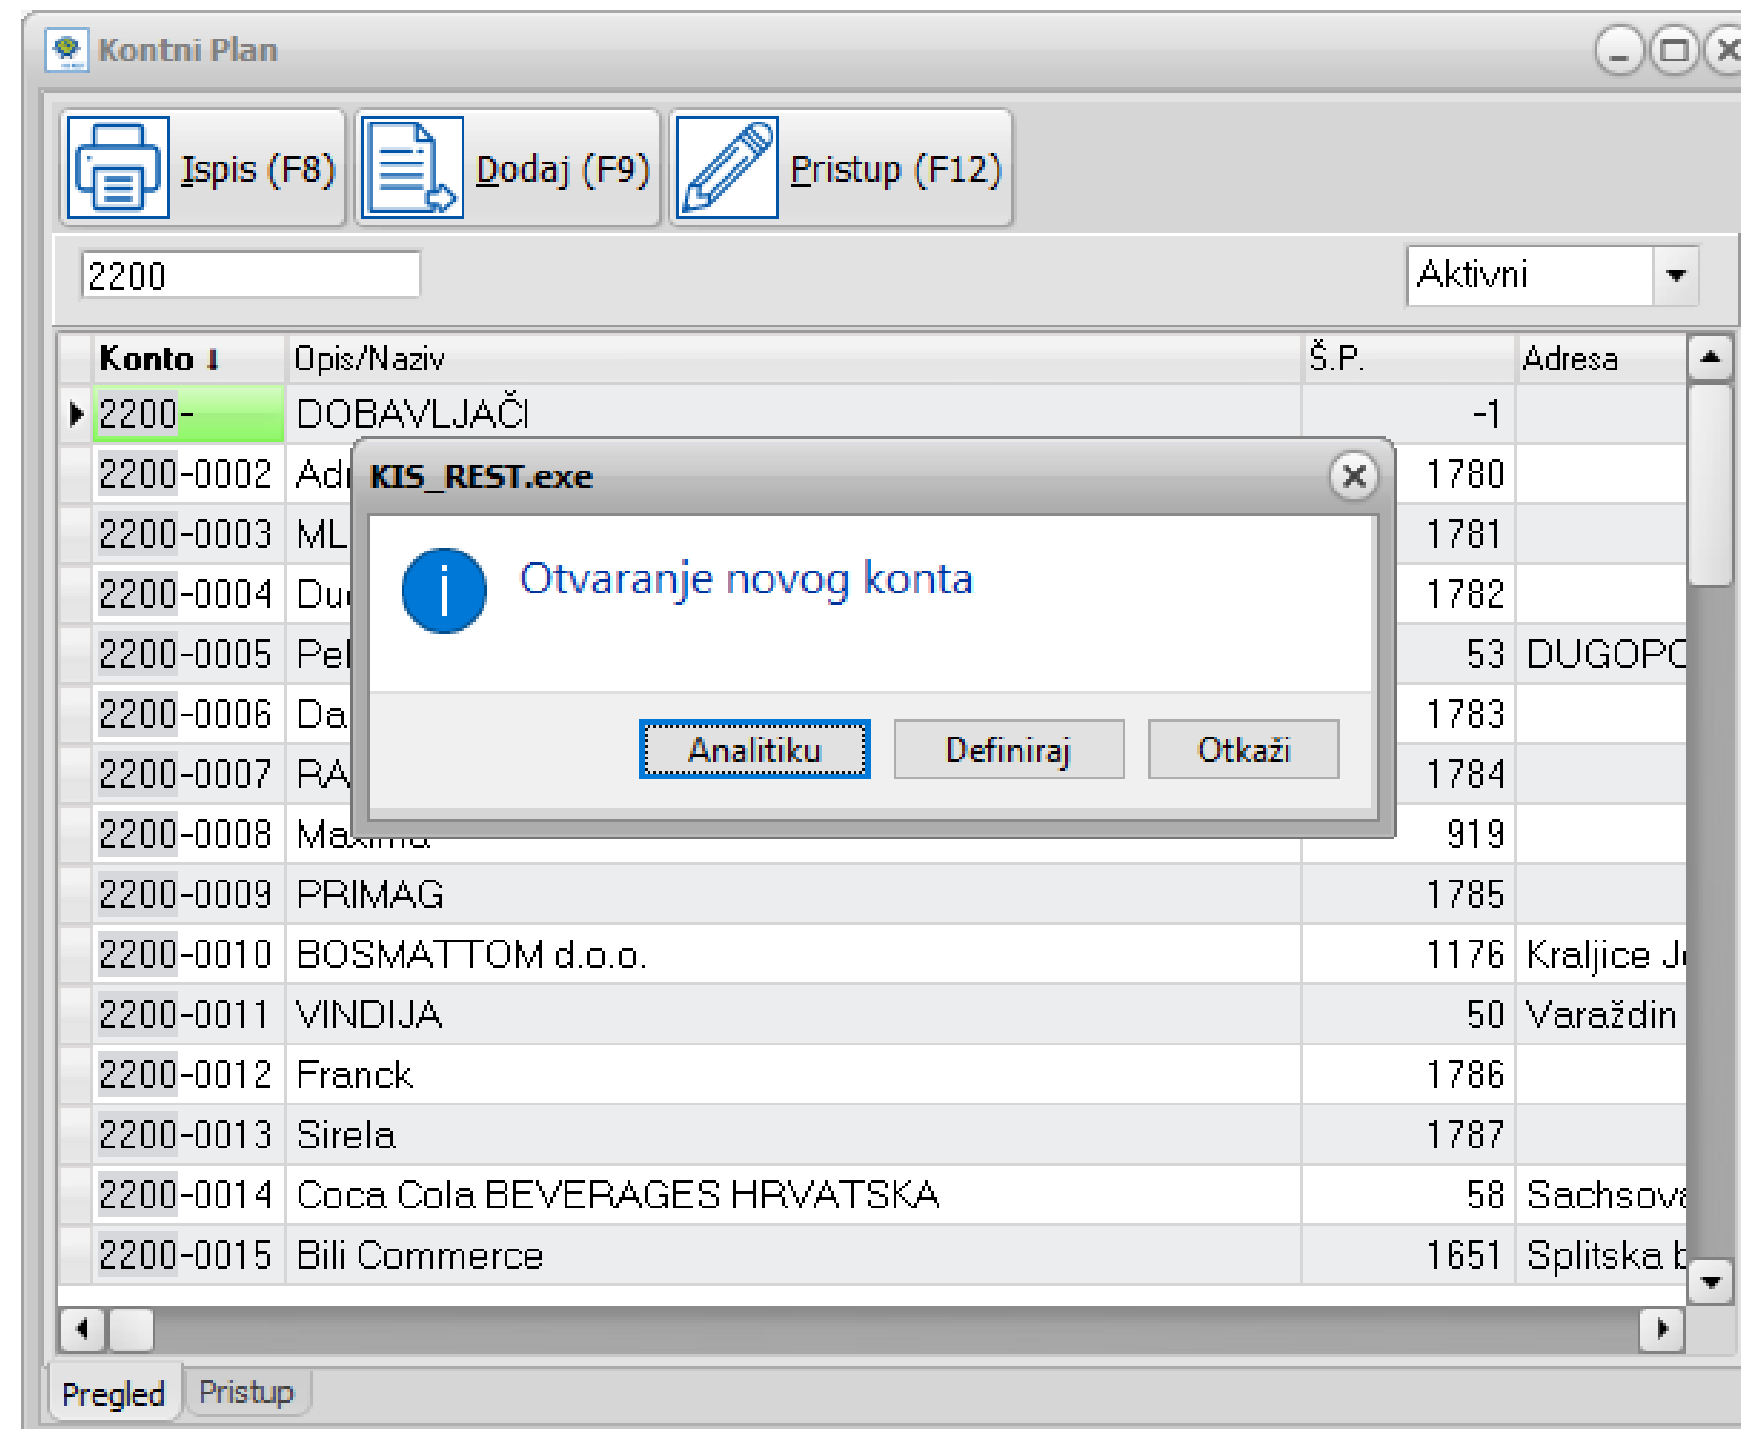 Kontni Plan
Ispis (F8) Dodaj (F9) Pristup (F12)
2200 Aktivni
Konto Opis/Naziv Š.P. Adresa
2200- DOBAVLJAČI -1
KIS_REST.exe
Otvaranje novog konta
Analitiku Definiraj Otkaži
2200-0002 1780
2200-0003 1781
2200-0004 1782
2200-0005 53
2200-0006 1783
2200-0007 1784
2200-0008 Maxima 919
2200-0009 PRIMAG 1785
2200-0010 BOSMATTOM d.o.o. 1176 Kraljice
2200-0011 VINDIJA 50 Varaždin
2200-0012 Franck 1786
2200-0013 Sirela 1787
2200-0014 Coca Cola BEVERAGES HRVATSKA 58 Sachsova
2200-0015 Bili Commerce 1651 Splitska
Pregled Pristup